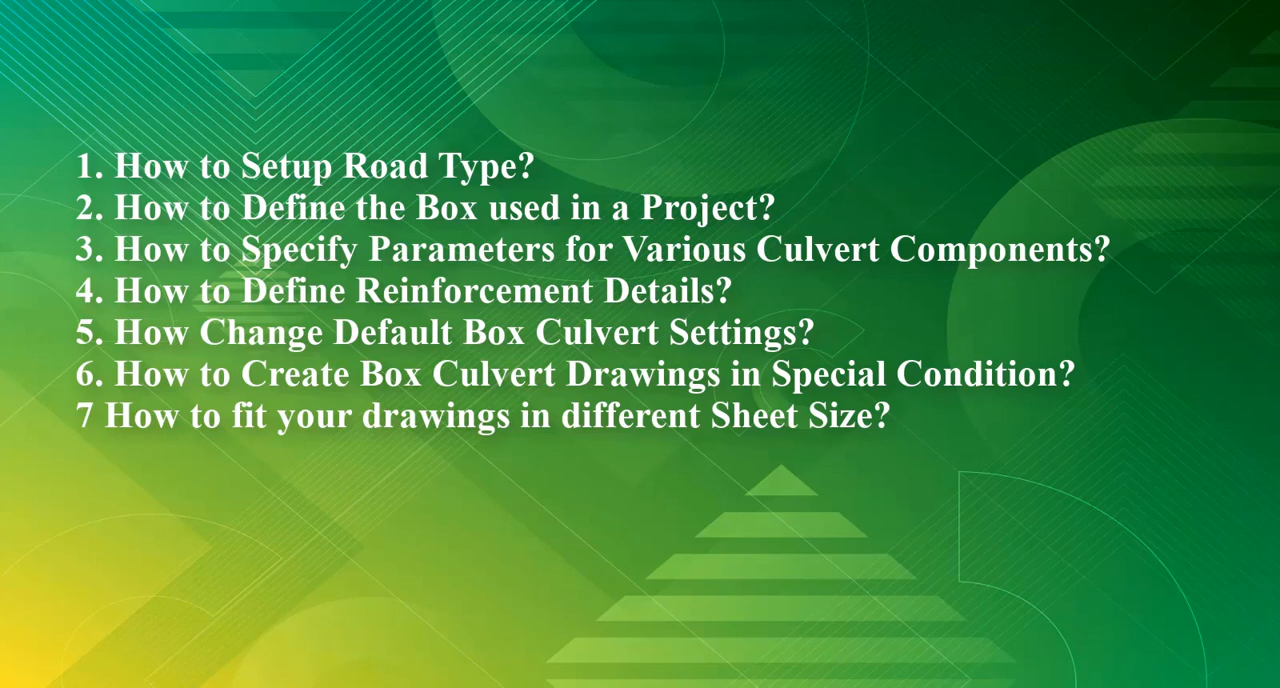 1. How to Setup Road Type?
2. How to Define the Box used in a Project?
3. How to Specify Parameters for Various Culvert Components?
4. How to Define Reinforcement Details?
5. How Change Default Box Culvert Settings?
6. How to Create Box Culvert Drawings in Special Condition?
7 How to fit your drawings in different Sheet Size?